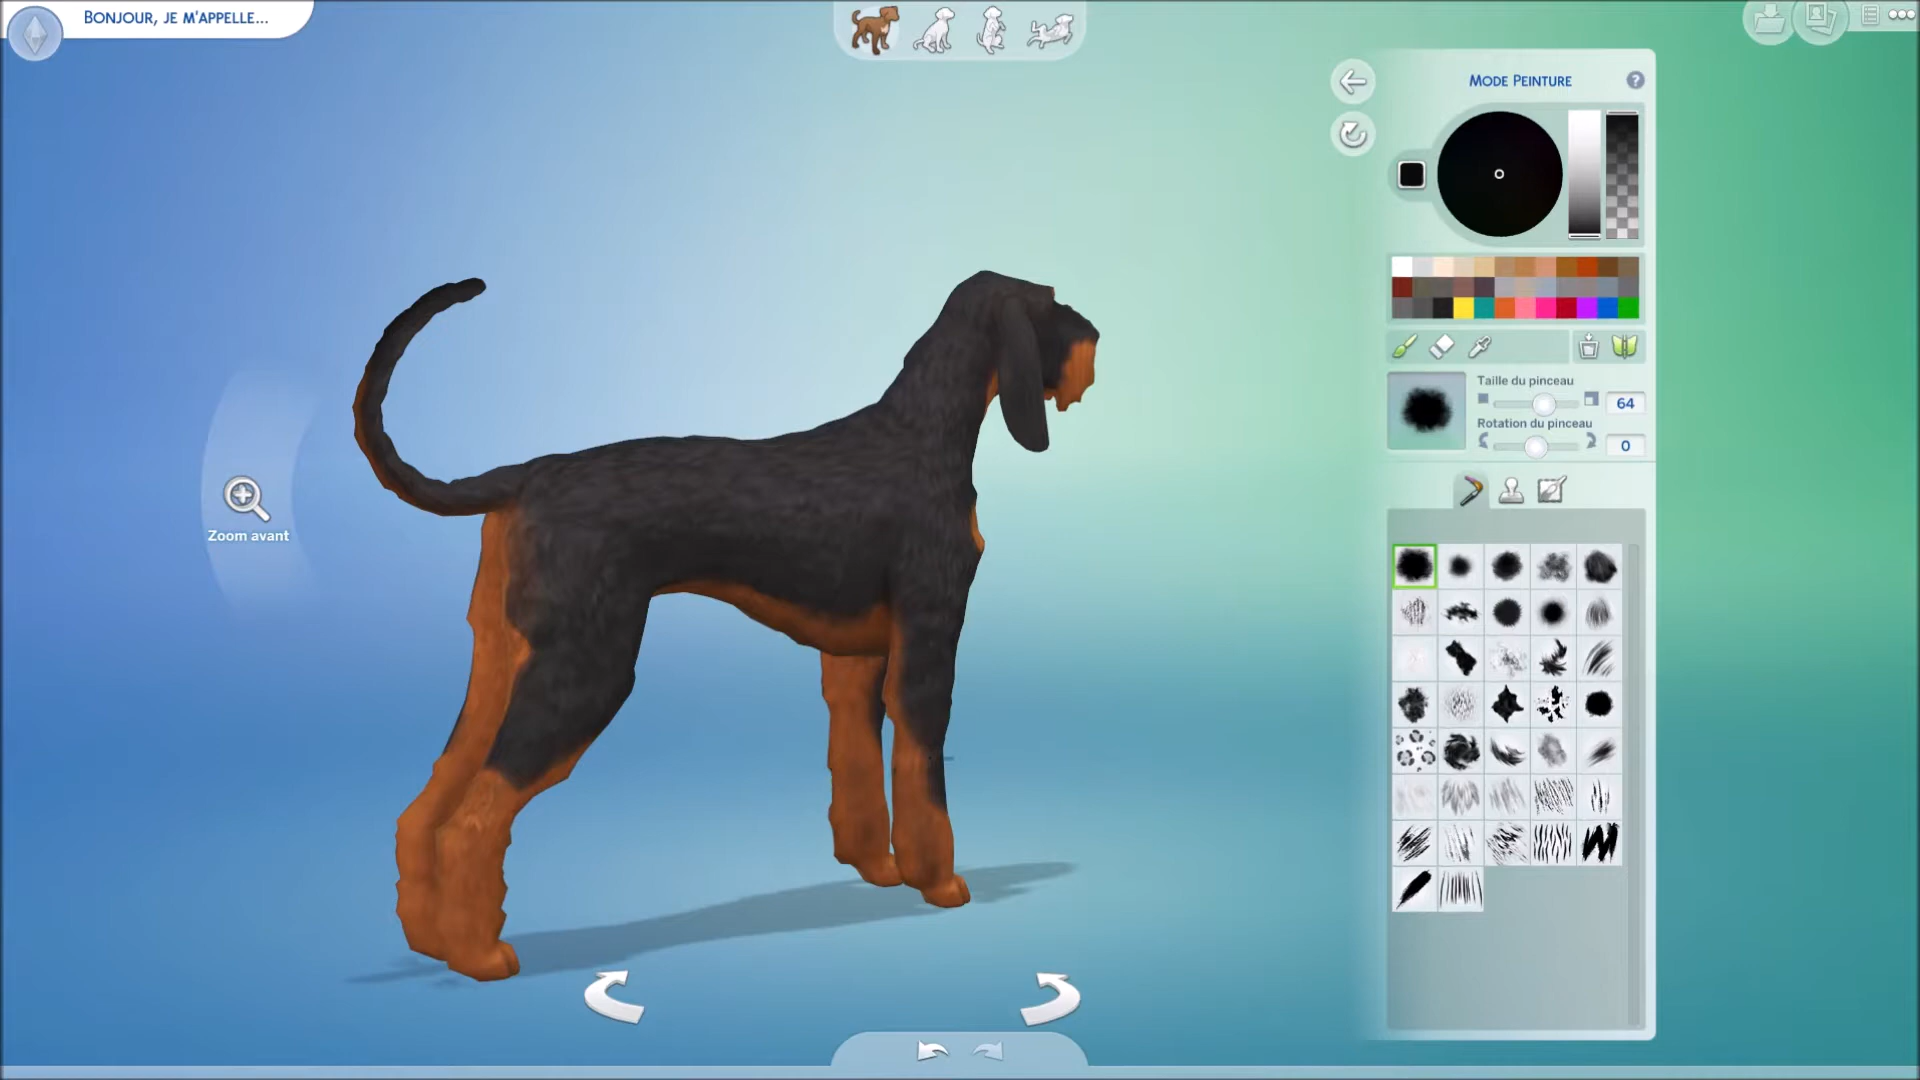 BONJOUR, JE M'APPELLE...
MODE PEINTURE
?
Taille du pinceau
64
Rotation du pinceau
0
Zoom avant